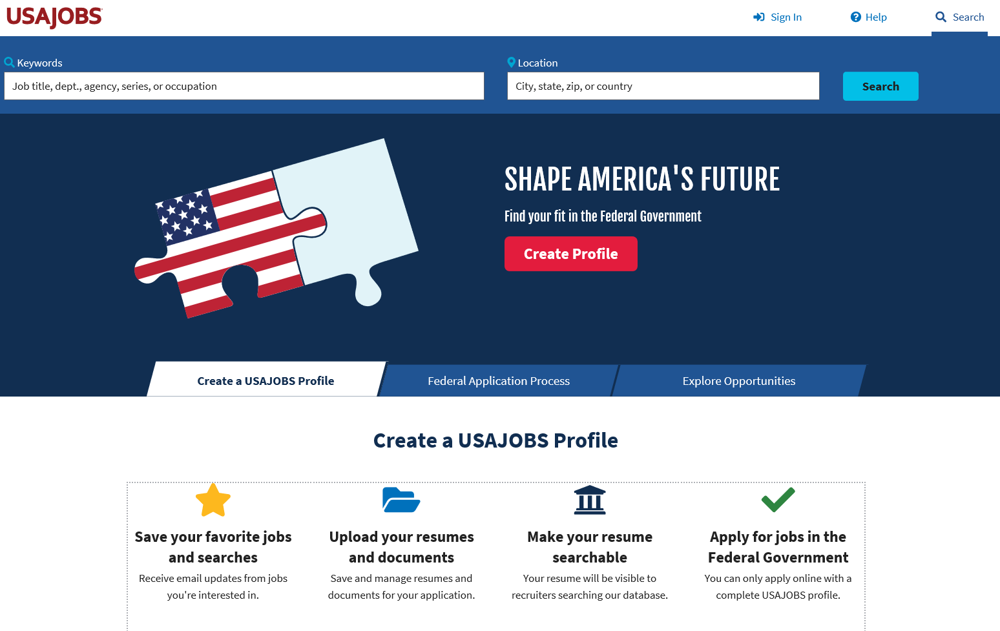 USAJOBS
Sign In
Help
Search
Keywords
Location
Job title, dept., agency, series, or occupation
City, state, zip, or country
Search
SHAPE AMERICA'S FUTURE
Find your fit in the Federal Government
Create Profile
Create a USAJOBS Profile
Federal Application Process
Explore Opportunities
Create a USAJOBS Profile
Save your favorite jobs
and searches
Receive email updates from jobs
you're interested in.
Upload your resumes
and documents
Save and manage resumes and
documents for your application.
Make your resume
searchable
Your resume will be visible to
recruiters searching our database.
Apply for jobs in the
Federal Government
You can only apply online with a
complete USAJOBS profile.